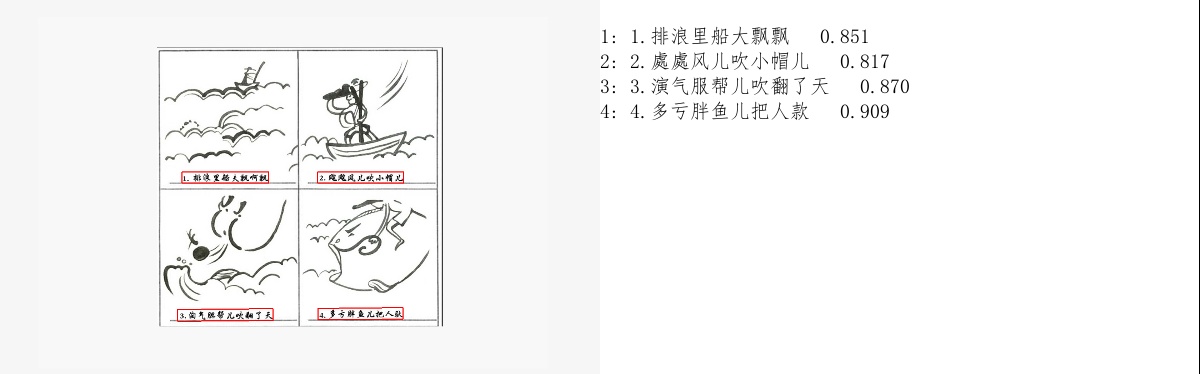 1. 排浪里船大飘啊飘
2. 飕飕风儿吹小帽儿
3. 气服帮儿吹翻了天
4. 多亏胖鱼儿把人
1: 1.排浪里船大飘飘 0.851
2: 2.處處风儿吹小帽儿 0.817
3: 3.演气服帮儿吹翻了天 0.870
4: 4.多亏胖鱼儿把人款 0.909